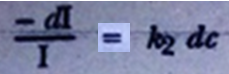 -dI/I = k₂ dc